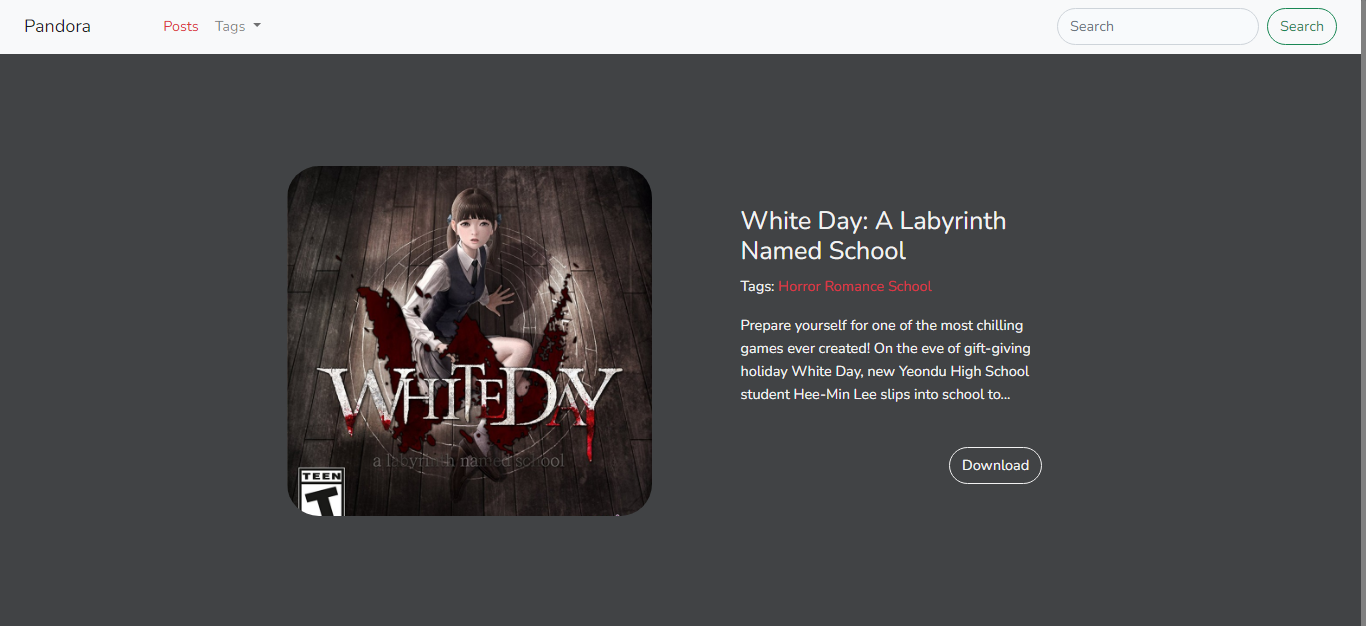 Pandora
Posts
Tags
Search
Search
WHITEDAY
a labyrinth named school
TEEN
T
White Day: A Labyrinth
Named School
Tags: Horror Romance School
Prepare yourself for one of the most chilling
games ever created! On the eve of gift-giving
holiday White Day, new Yeondu High School
student Hee-Min Lee slips into school to...
Download